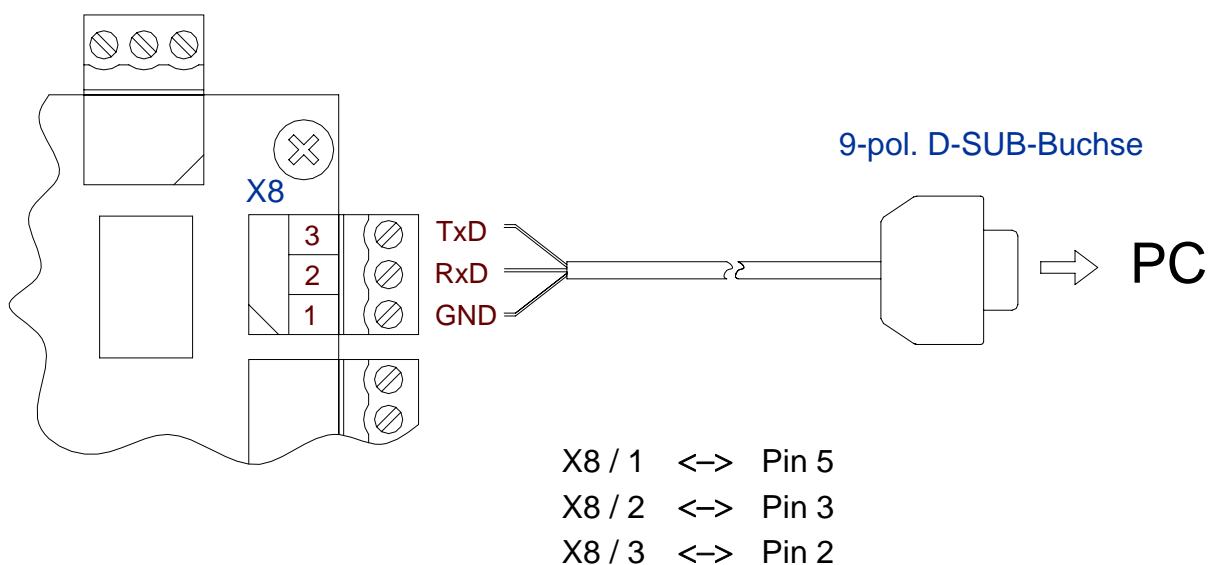 9-pol. D-SUB-Buchse
X8
3 TxD
2 RxD
1 GND
PC
X8 / 1 <–> Pin 5
X8 / 2 <–> Pin 3
X8 / 3 <–> Pin 2